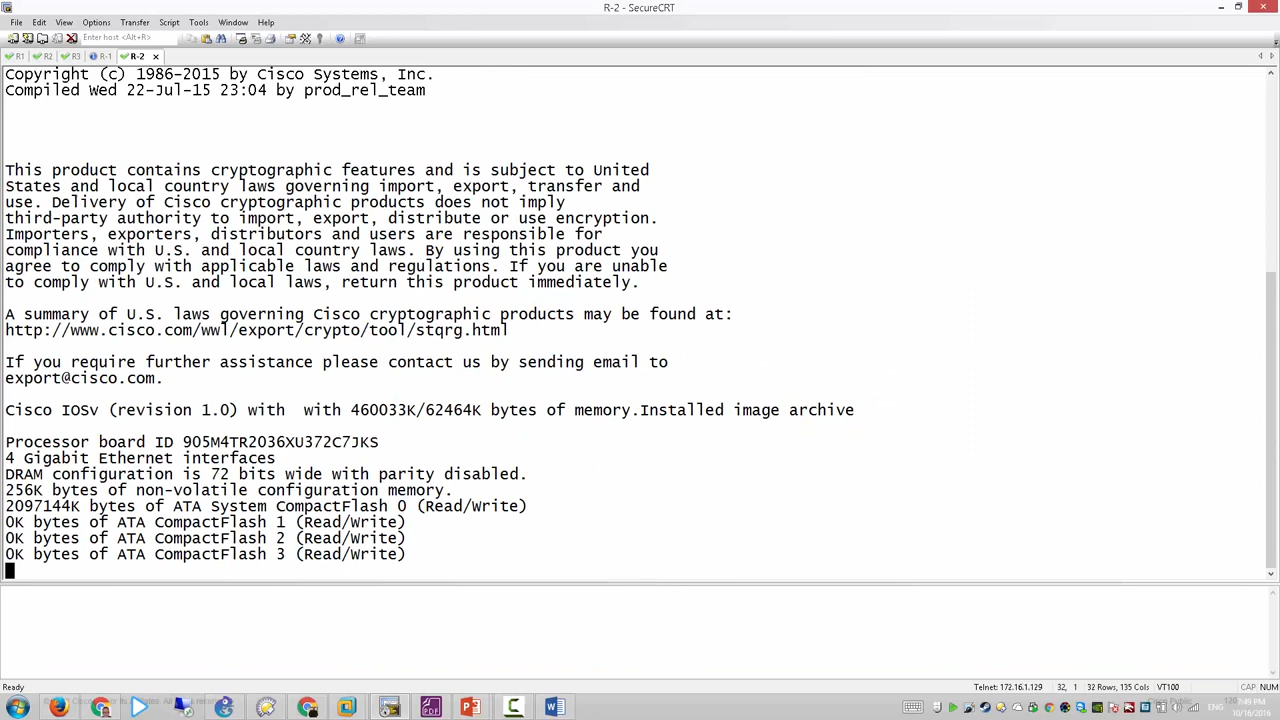 R-2 - SecureCRT
File Edit View Options Transfer Script Tools Window Help
Enter host <Alt+R>
R1 R2 R3 R-1 R-2
Copyright (c) 1986-2015 by Cisco Systems, Inc.
Compiled Wed 22-Jul-15 23:04 by prod_rel_team
This product contains cryptographic features and is subject to United
States and local country laws governing import, export, transfer and
use. Delivery of Cisco cryptographic products does not imply
third-party authority to import, export, distribute or use encryption.
Importers, exporters, distributors and users are responsible for
compliance with U.S. and local country laws. By using this product you
agree to comply with applicable laws and regulations. If you are unable
to comply with U.S. and local laws, return this product immediately.
A summary of U.S. laws governing Cisco cryptographic products may be found at:
http://www.cisco.com/wwl/export/crypto/tool/stqrg.html
If you require further assistance please contact us by sending email to
export@cisco.com.
Cisco IOSv (revision 1.0) with  with 460033K/62464K bytes of memory.Installed image archive
Processor board ID 905M4TR2036XU372C7JKS
4 Gigabit Ethernet interfaces
DRAM configuration is 72 bits wide with parity disabled.
256K bytes of non-volatile configuration memory.
2097144K bytes of ATA System CompactFlash 0 (Read/Write)
0K bytes of ATA CompactFlash 1 (Read/Write)
0K bytes of ATA CompactFlash 2 (Read/Write)
0K bytes of ATA CompactFlash 3 (Read/Write)
Ready Telnet: 172.16.1.129 32, 1 32 Rows, 135 Cols VT100 CAP NUM
ENG 7:49 PM
10/16/2016